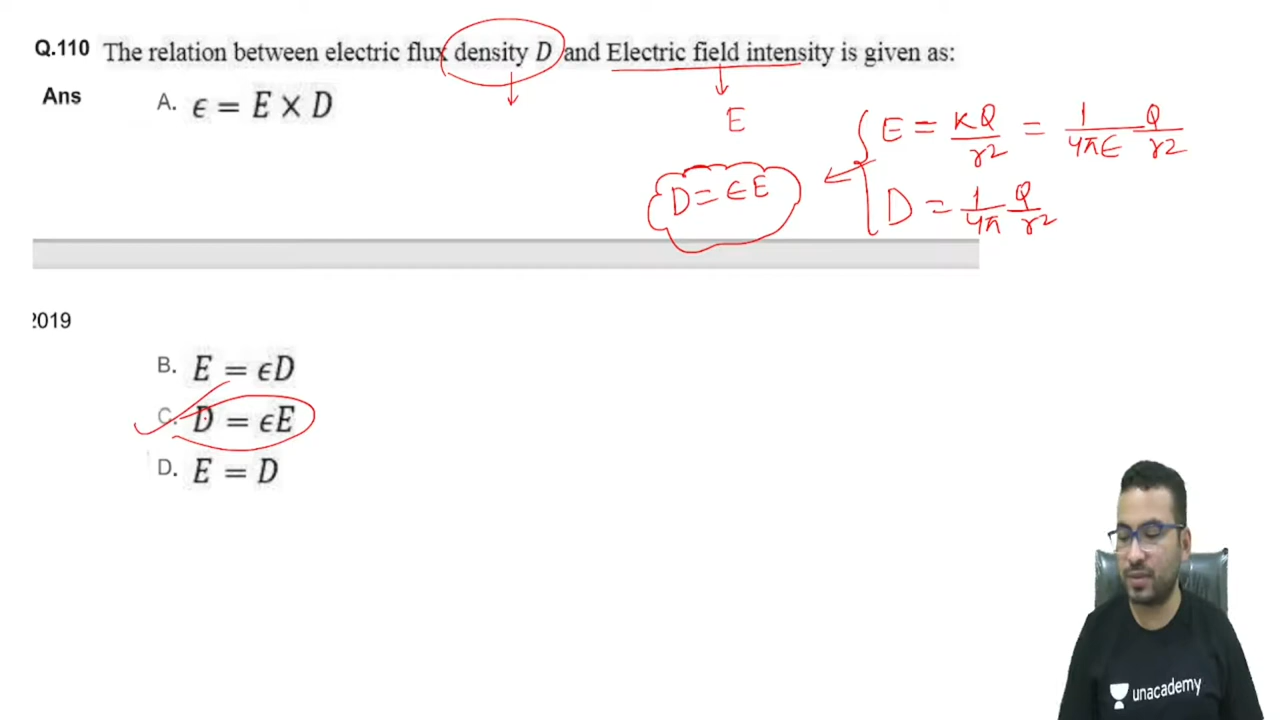 Q.110 The relation between electric flux density D and Electric field intensity is given as:
Ans A. ϵ = E × D
E
E = KQ/r2 = 1/4πϵ Q/r2
D = ϵE
D = 1/4π Q/r2
2019
B. E = ϵD
C. D = ϵE
D. E = D
unacademy